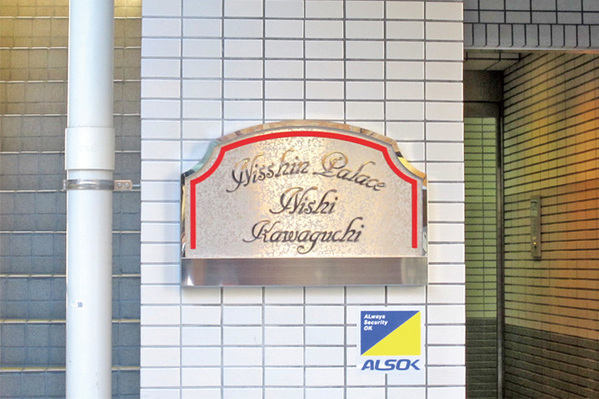 Nisshin Palace
Nishi
Kawaguchi
ALways
Security
OK
ALSOK